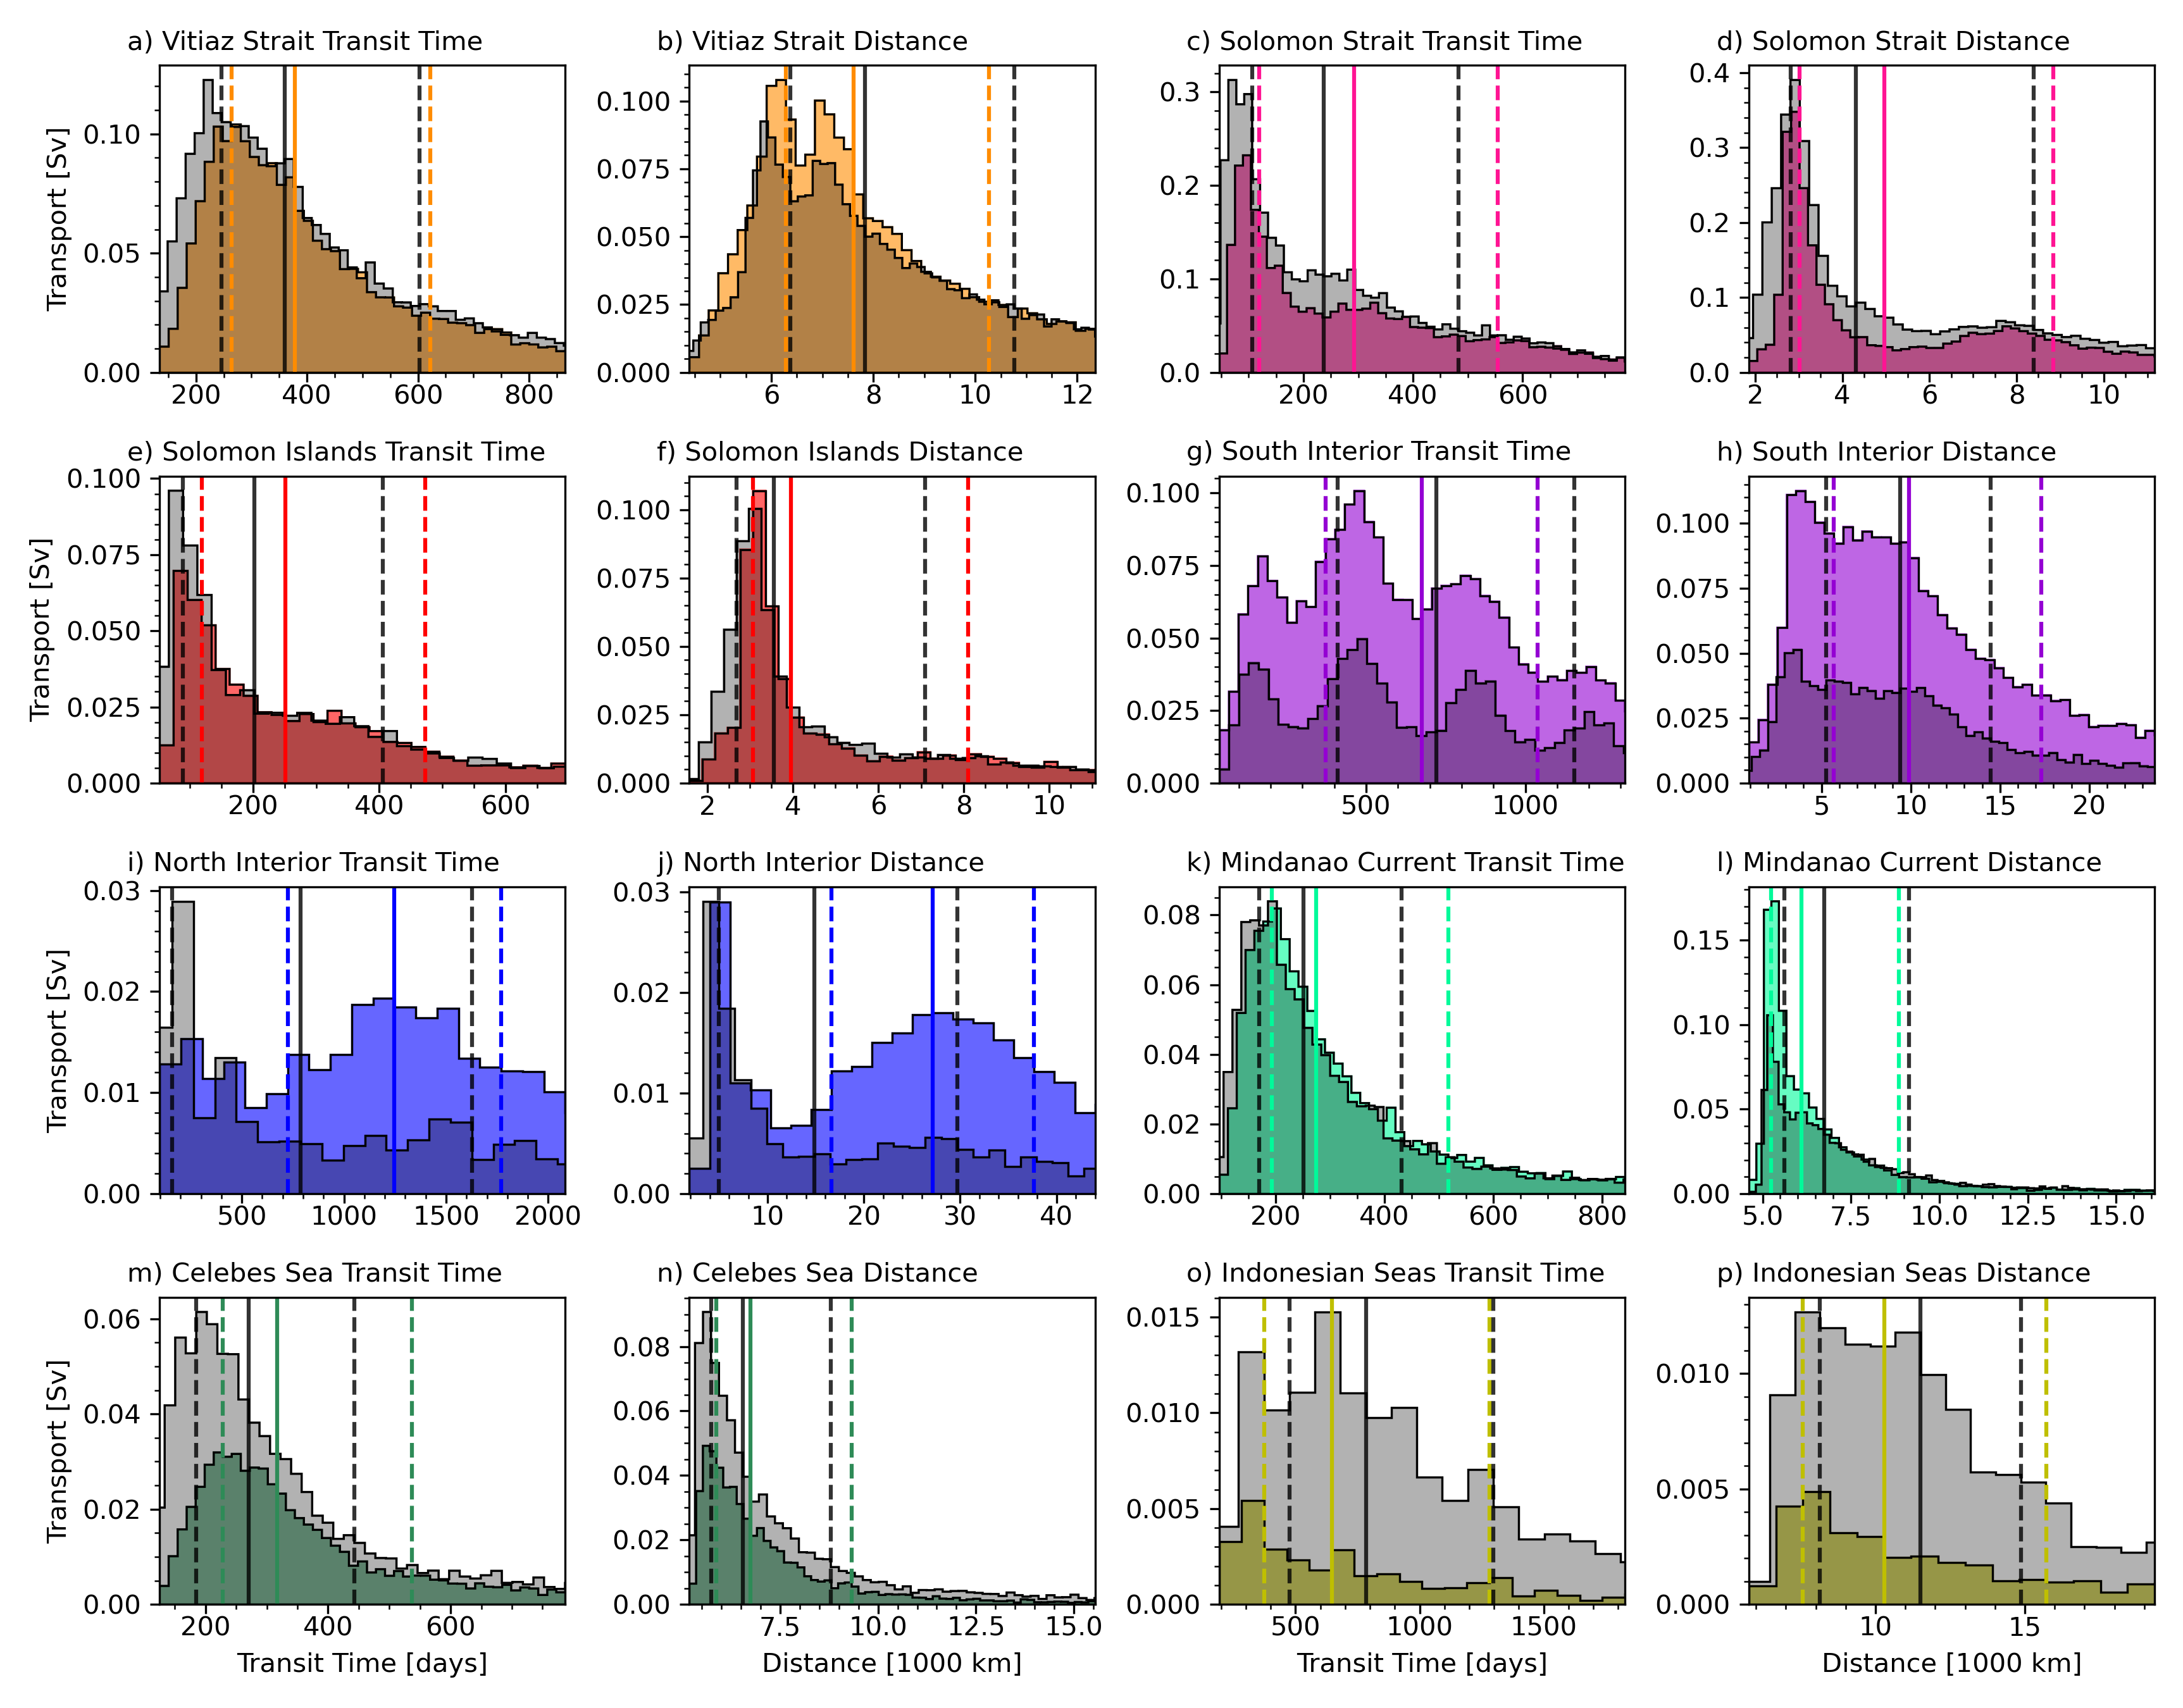 a) Vitiaz Strait Transit Time
b) Vitiaz Strait Distance
c) Solomon Strait Transit Time
d) Solomon Strait Distance
Transport [Sv]
0.10
0.05
0.00
200 400 600 800
0.100
0.075
0.050
0.025
0.000
6 8 10 12
0.3
0.2
0.1
0.0
200 400 600
0.4
0.3
0.2
0.1
0.0
2 4 6 8 10
e) Solomon Islands Transit Time
f) Solomon Islands Distance
g) South Interior Transit Time
h) South Interior Distance
Transport [Sv]
0.100
0.075
0.050
0.025
0.000
200 400 600
0.100
0.075
0.050
0.025
0.000
2 4 6 8 10
0.100
0.075
0.050
0.025
0.000
500 1000
0.100
0.075
0.050
0.025
0.000
5 10 15 20
i) North Interior Transit Time
j) North Interior Distance
k) Mindanao Current Transit Time
l) Mindanao Current Distance
Transport [Sv]
0.03
0.02
0.01
0.00
500 1000 1500 2000
0.03
0.02
0.01
0.00
10 20 30 40
0.08
0.06
0.04
0.02
0.00
200 400 600 800
0.15
0.10
0.05
0.00
5.0 7.5 10.0 12.5 15.0
m) Celebes Sea Transit Time
n) Celebes Sea Distance
o) Indonesian Seas Transit Time
p) Indonesian Seas Distance
Transport [Sv]
0.06
0.04
0.02
0.00
200 400 600
Transit Time [days]
0.08
0.06
0.04
0.02
0.00
7.5 10.0 12.5 15.0
Distance [1000 km]
0.015
0.010
0.005
0.000
500 1000 1500
Transit Time [days]
0.010
0.005
0.000
10 15
Distance [1000 km]